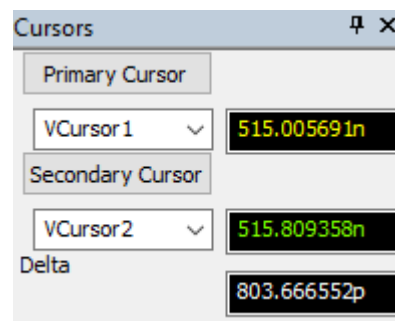 Cursors
Primary Cursor
VCursor1 515.005691n
Secondary Cursor
VCursor2 515.809358n
Delta
803.666552p